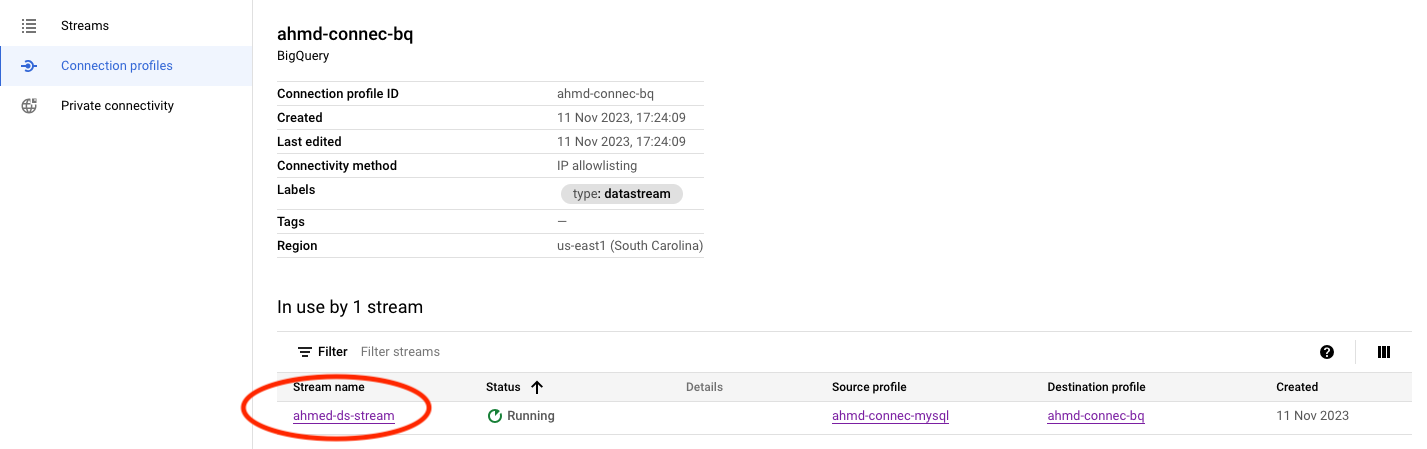 Streams
Connection profiles
Private connectivity
ahmd-connec-bq
BigQuery
Connection profile ID ahmd-connec-bq
Created 11 Nov 2023, 17:24:09
Last edited 11 Nov 2023, 17:24:09
Connectivity method IP allowlisting
Labels type: datastream
Tags —
Region us-east1 (South Carolina)
In use by 1 stream
Filter Filter streams
Stream name Status Details Source profile Destination profile Created
ahmed-ds-stream Running ahmd-connec-mysql ahmd-connec-bq 11 Nov 2023